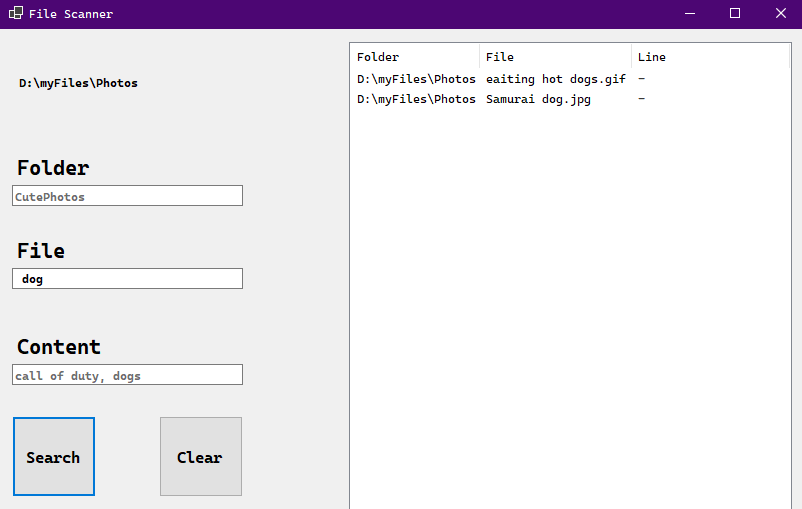 File Scanner
D:\myFiles\Photos
Folder
CutePhotos
File
dog
Content
call of duty, dogs
Search Clear
Folder File Line
D:\myFiles\Photos eaiting hot dogs.gif -
D:\myFiles\Photos Samurai dog.jpg -